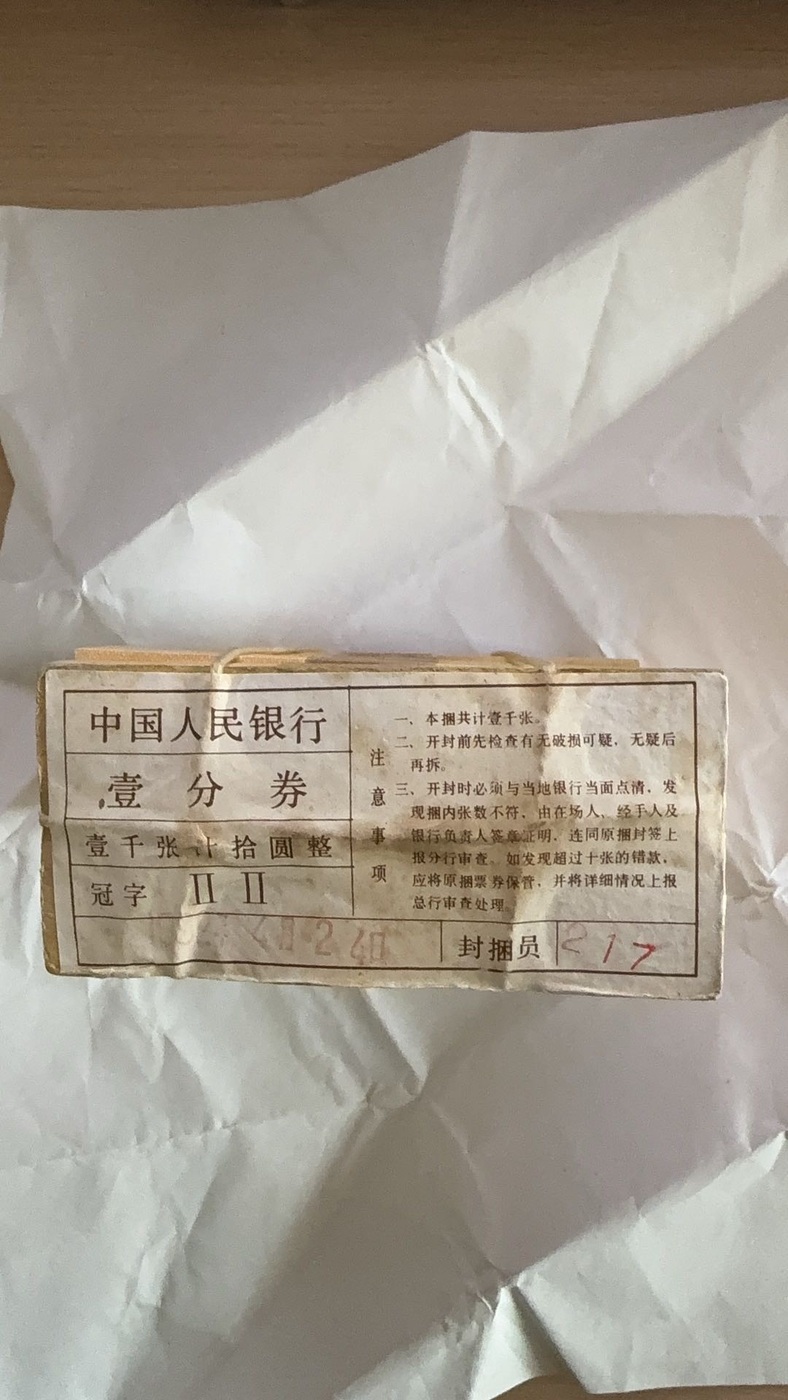 中国人民银行
壹分券
壹千张计拾圆整
冠字 II II
注意事项
一、本捆共计壹千张。
二、开封前先检查有无破损可疑，无疑后
再拆。
三、开封时必须与当地银行当面点清，发
现捆内张数不符，由在场人、经手人及
银行负责人签章证明，连同原捆封签上
报分行审查。如发现超过十张的错款，
应将原捆票券保管，并将详细情况上报
总行审查处理。
封捆员 217